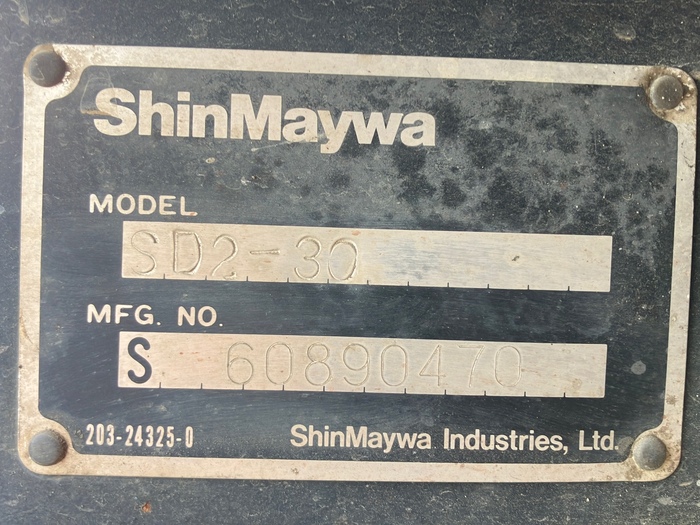 ShinMaywa
MODEL
SD2-30
MFG. NO.
S 60890470
203-24325-0 ShinMaywa Industries, Ltd.